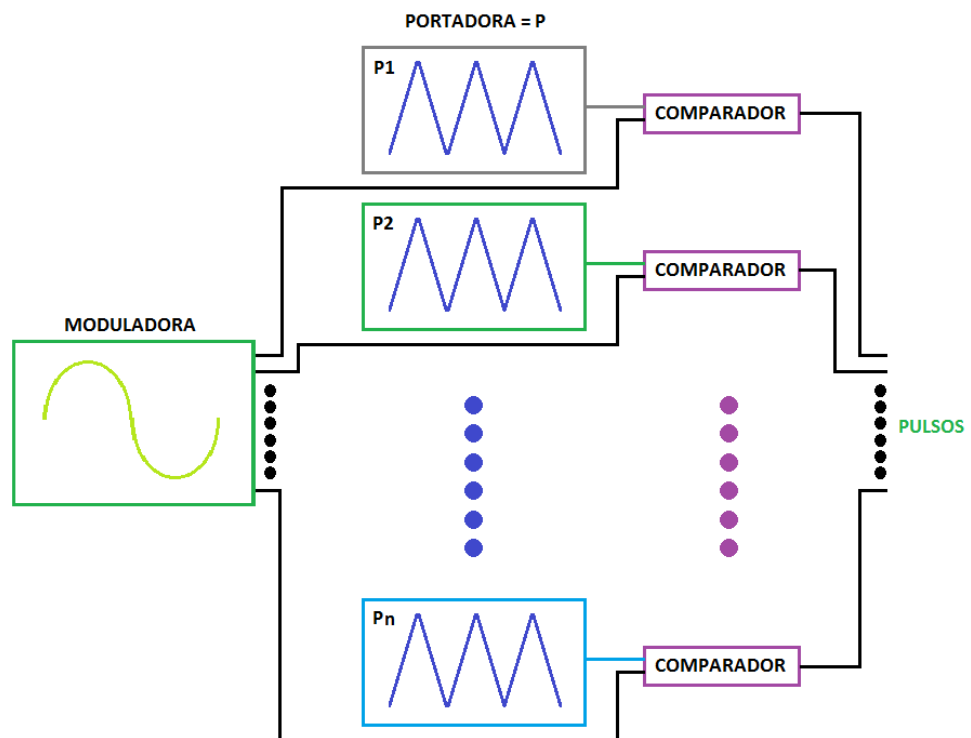 PORTADORA = P
P1
COMPARADOR
P2
COMPARADOR
MODULADORA
PULSOS
Pn
COMPARADOR